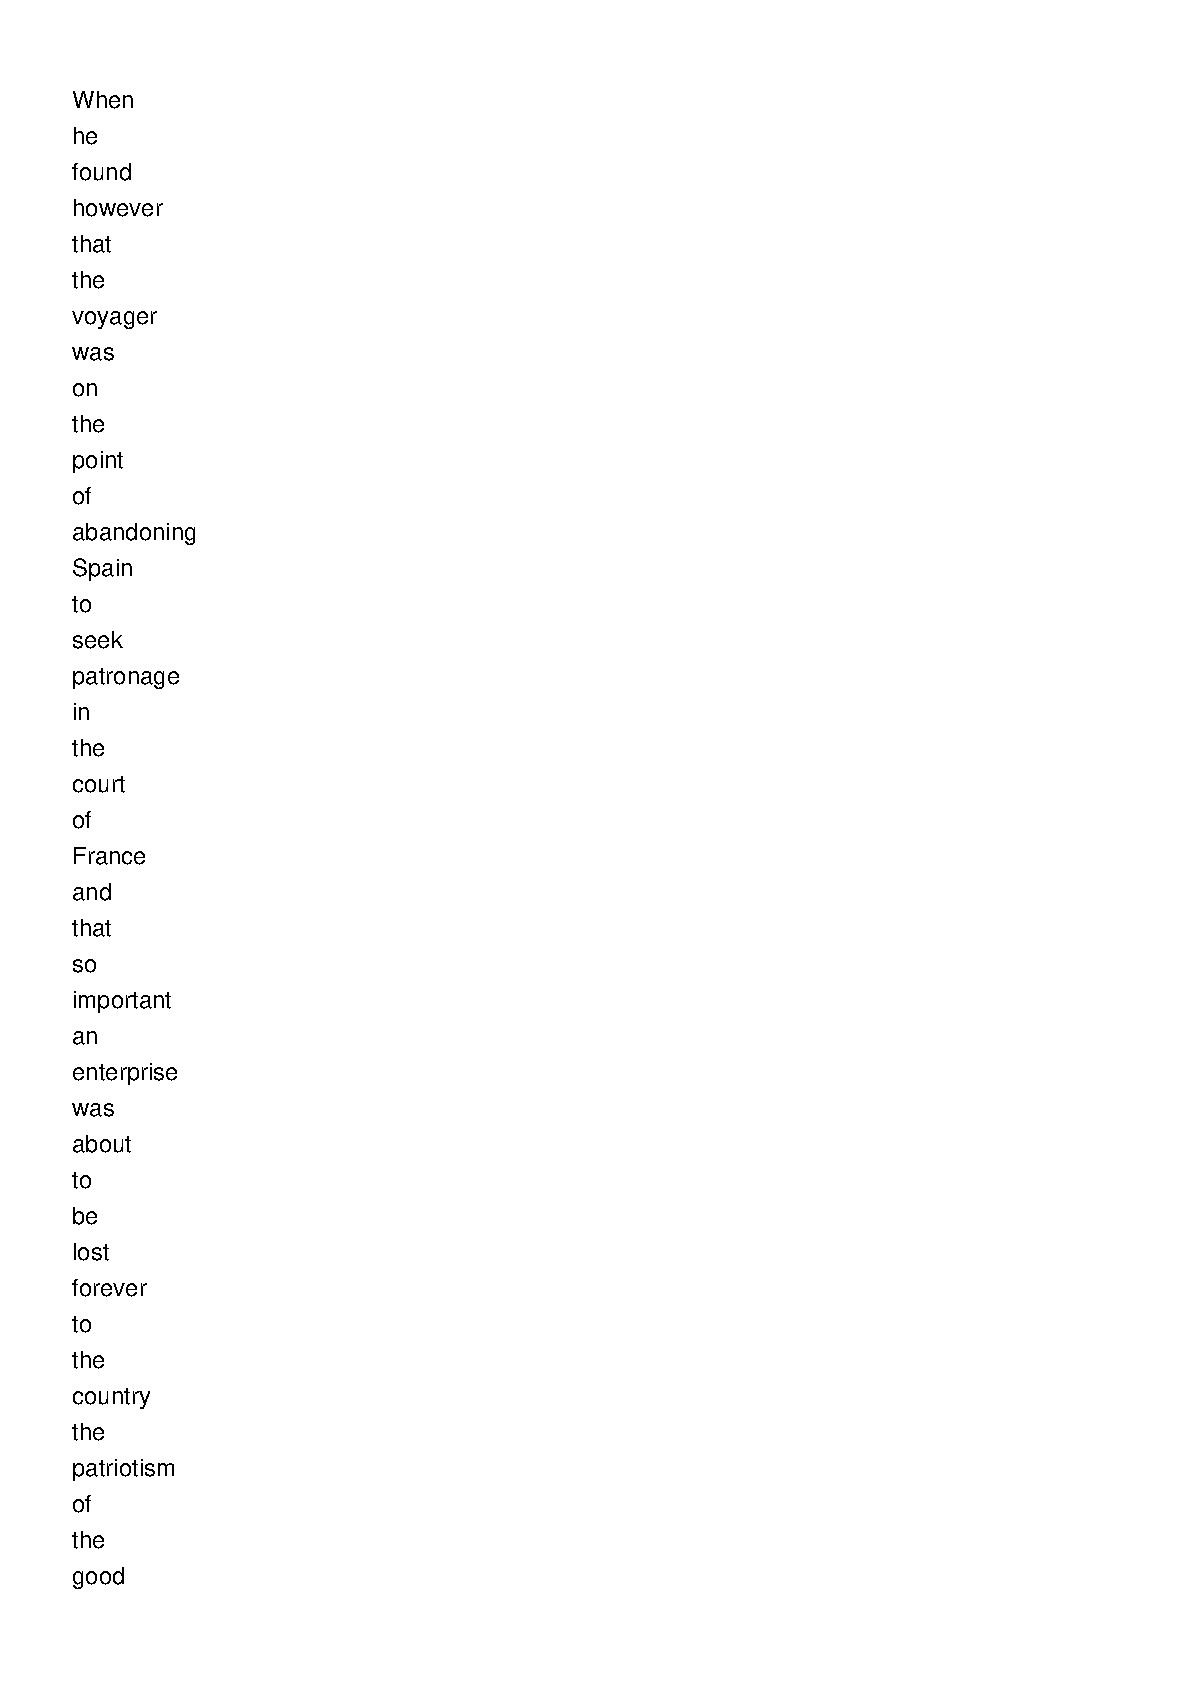 When
he
found
however
that
the
voyager
was
on
the
point
of
abandoning
Spain
to
seek
patronage
in
the
court
of
France
and
that
so
important
an
enterprise
was
about
to
be
lost
forever
to
the
country
the
patriotism
of
the
good